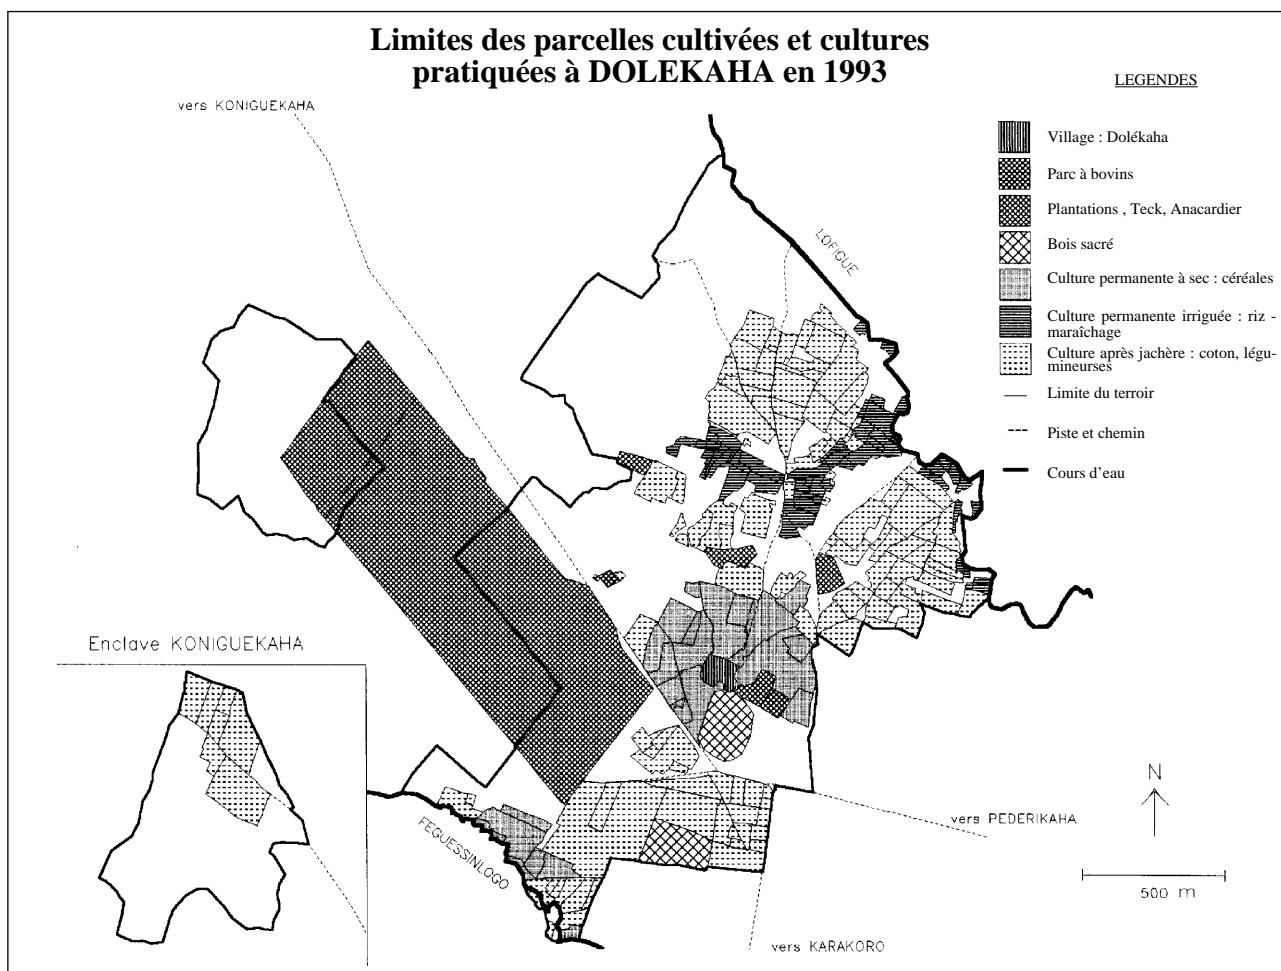 Limites des parcelles cultivées et cultures
pratiquées à DOLEKAHA en 1993
LEGENDES
vers KONIGUEKAHA
Village : Dolékaha
Parc à bovins
Plantations , Teck, Anacardier
Bois sacré
Culture permanente à sec : céréales
Culture permanente irriguée : riz -
maraîchage
Culture après jachère : coton, légu-
mineurses
Limite du terroir
Piste et chemin
Cours d'eau
LOFIGUE
Enclave KONIGUEKAHA
FEGUESSINLOGO
vers PEDERIKAHA
vers KARAKORO
N
500 m